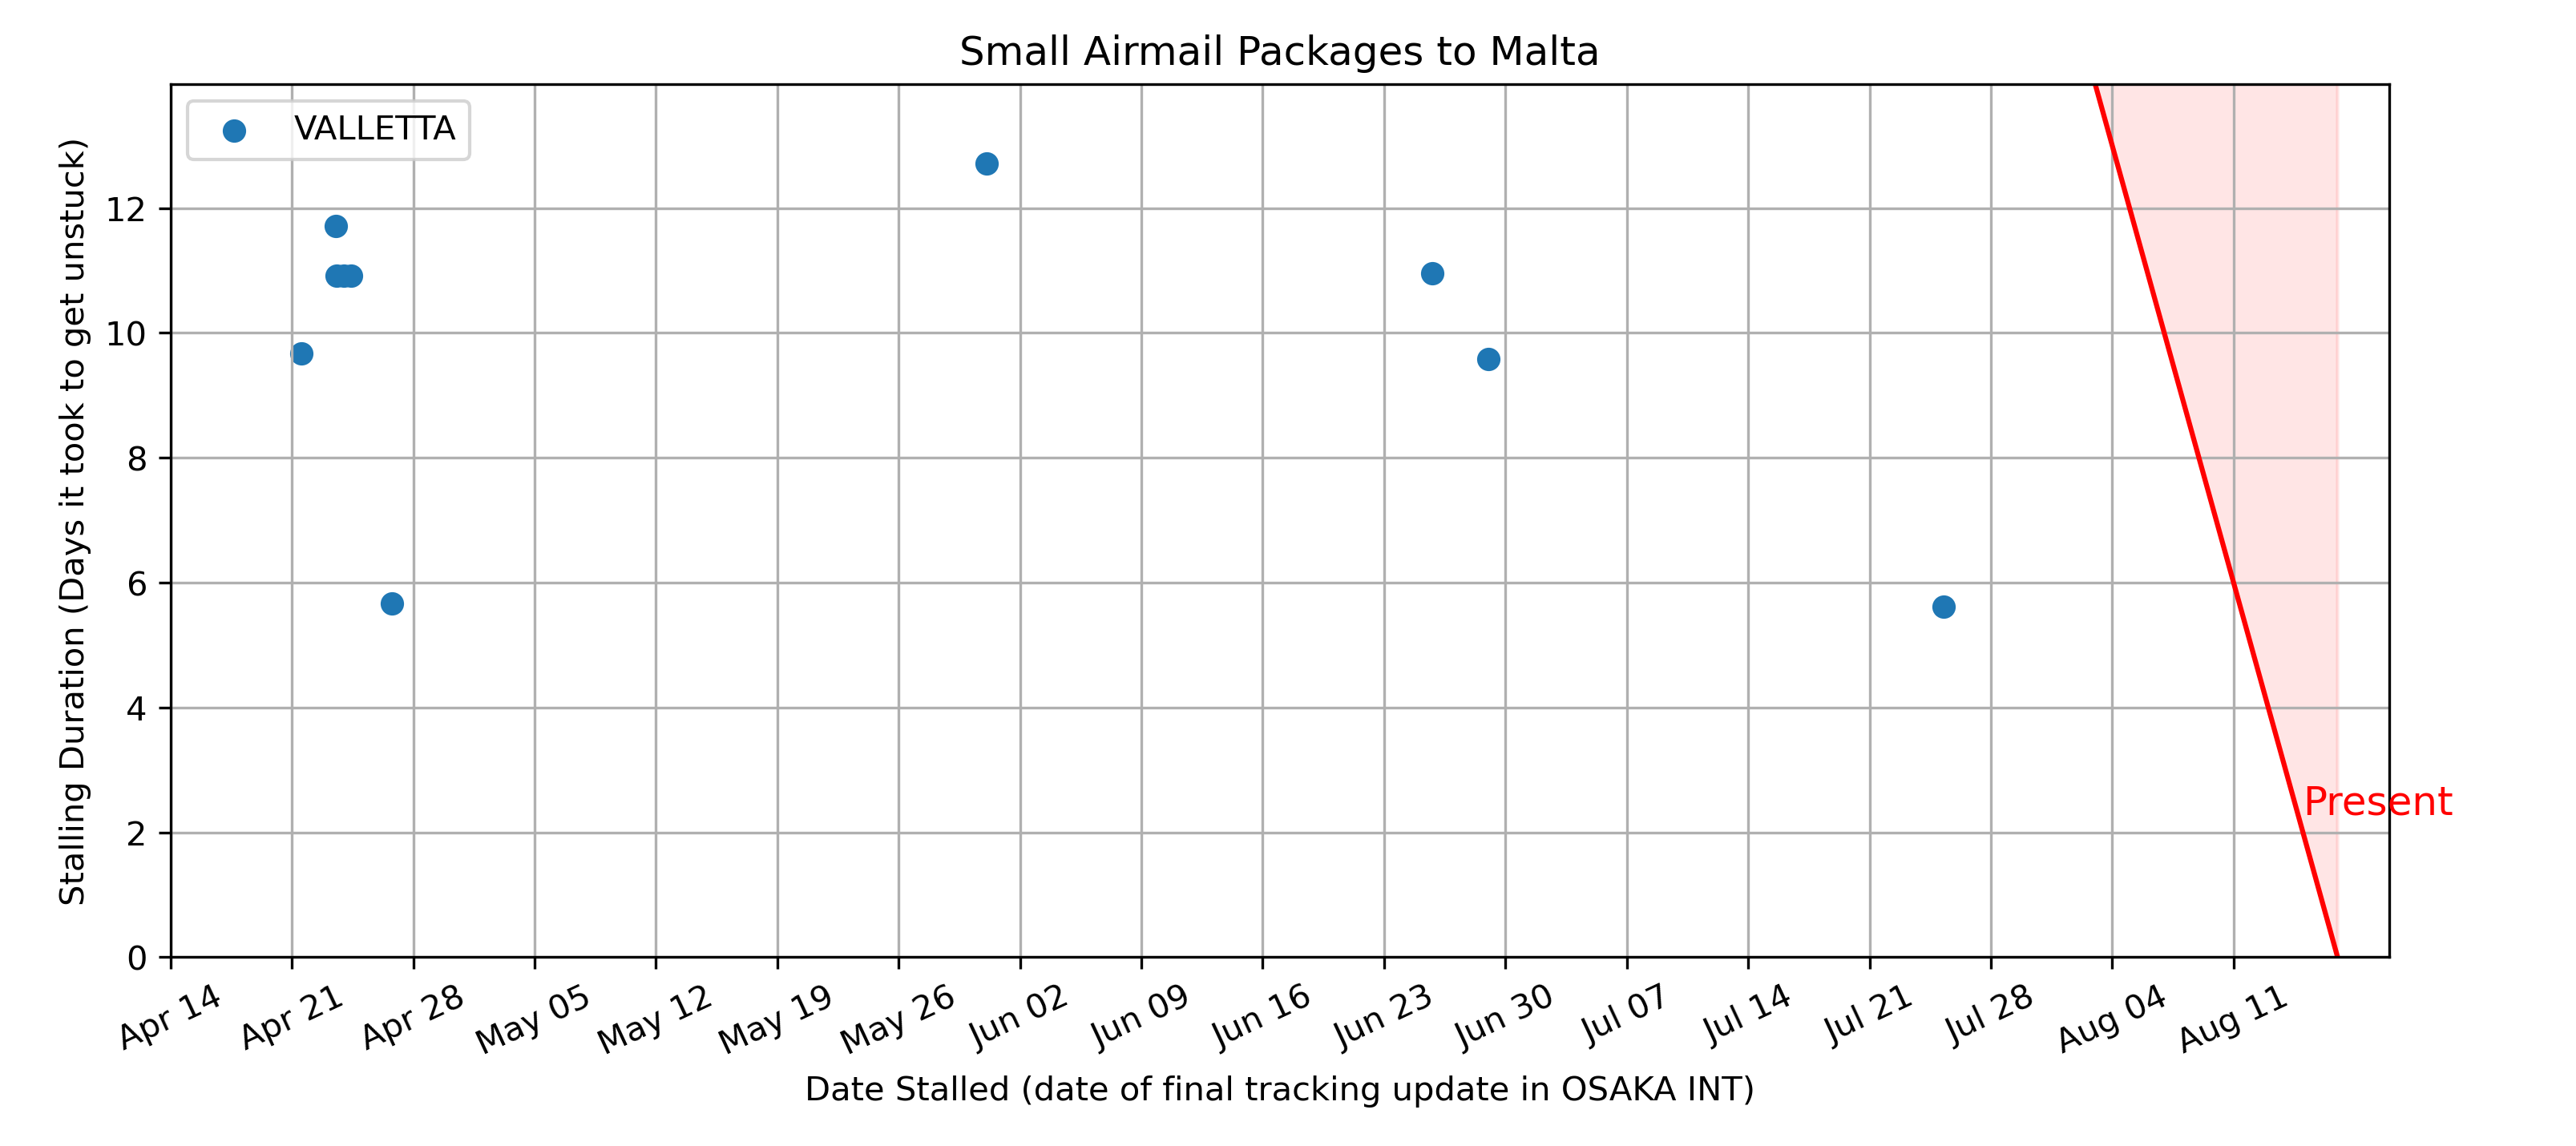 Small Airmail Packages to Malta
VALLETTA
Stalling Duration (Days it took to get unstuck)
12
10
8
6
4
2
0
Present
Apr 14
Apr 21
Apr 28
May 05
May 12
May 19
May 26
Jun 02
Jun 09
Jun 16
Jun 23
Jun 30
Jul 07
Jul 14
Jul 21
Jul 28
Aug 04
Aug 11
Date Stalled (date of final tracking update in OSAKA INT)